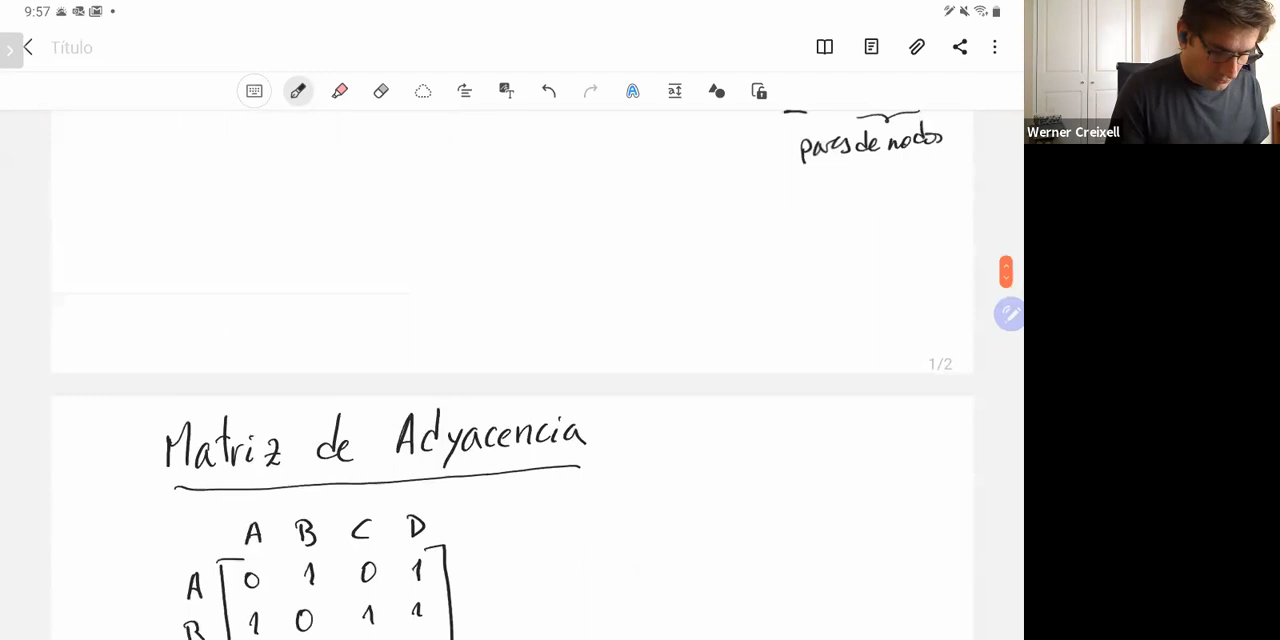 9:57
Título
pares de nodos
Werner Creixell
1/2
Matriz de Adyacencia
A B C D
A 0 1 0 1
B 1 0 1 1